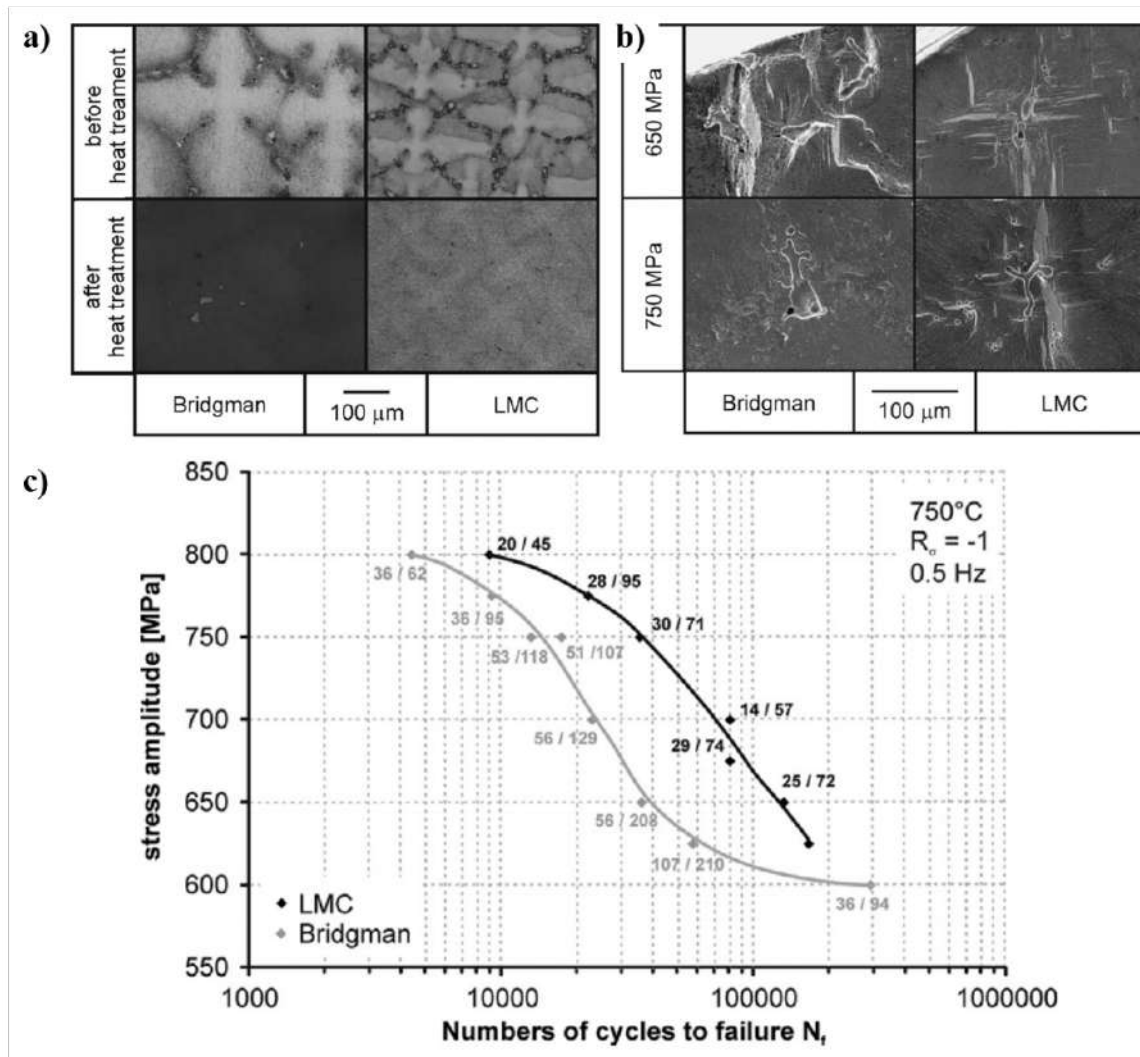 a)
before
heat treament
after
heat treatment
Bridgman
100 μm
LMC
b)
650 MPa
750 MPa
Bridgman
100 μm
LMC
c)
stress amplitude [MPa]
850
800
750
700
650
600
550
750°C
Rσ = -1
0.5 Hz
20 / 45
28 / 95
30 / 71
14 / 57
29 / 74
25 / 72
36 / 62
36 / 95
53 /118
51 /107
56 / 129
56 / 208
107 / 210
36 / 94
LMC
Bridgman
1000
10000
100000
1000000
Numbers of cycles to failure Nf